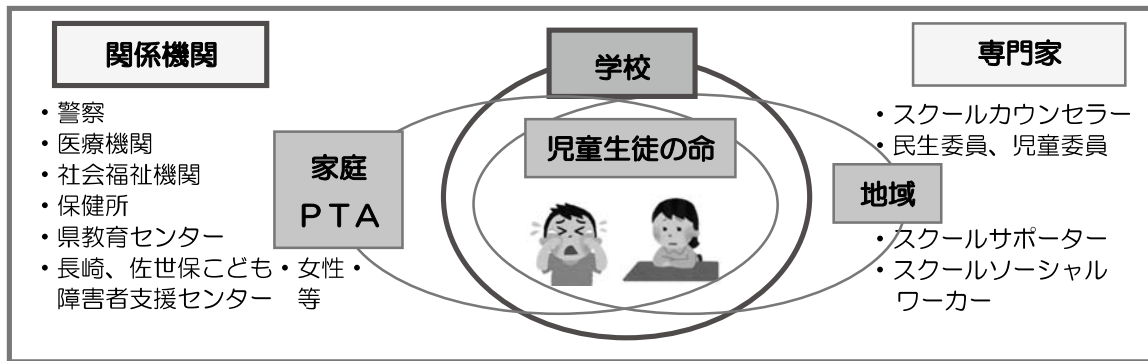 関係機関
・警察
・医療機関
・社会福祉機関
・保健所
・県教育センター
・長崎、佐世保こども・女性・
障害者支援センター 等
家庭
PTA
学校
児童生徒の命
地域
専門家
・スクールカウンセラー
・民生委員、児童委員
・スクールサポーター
・スクールソーシャル
ワーカー